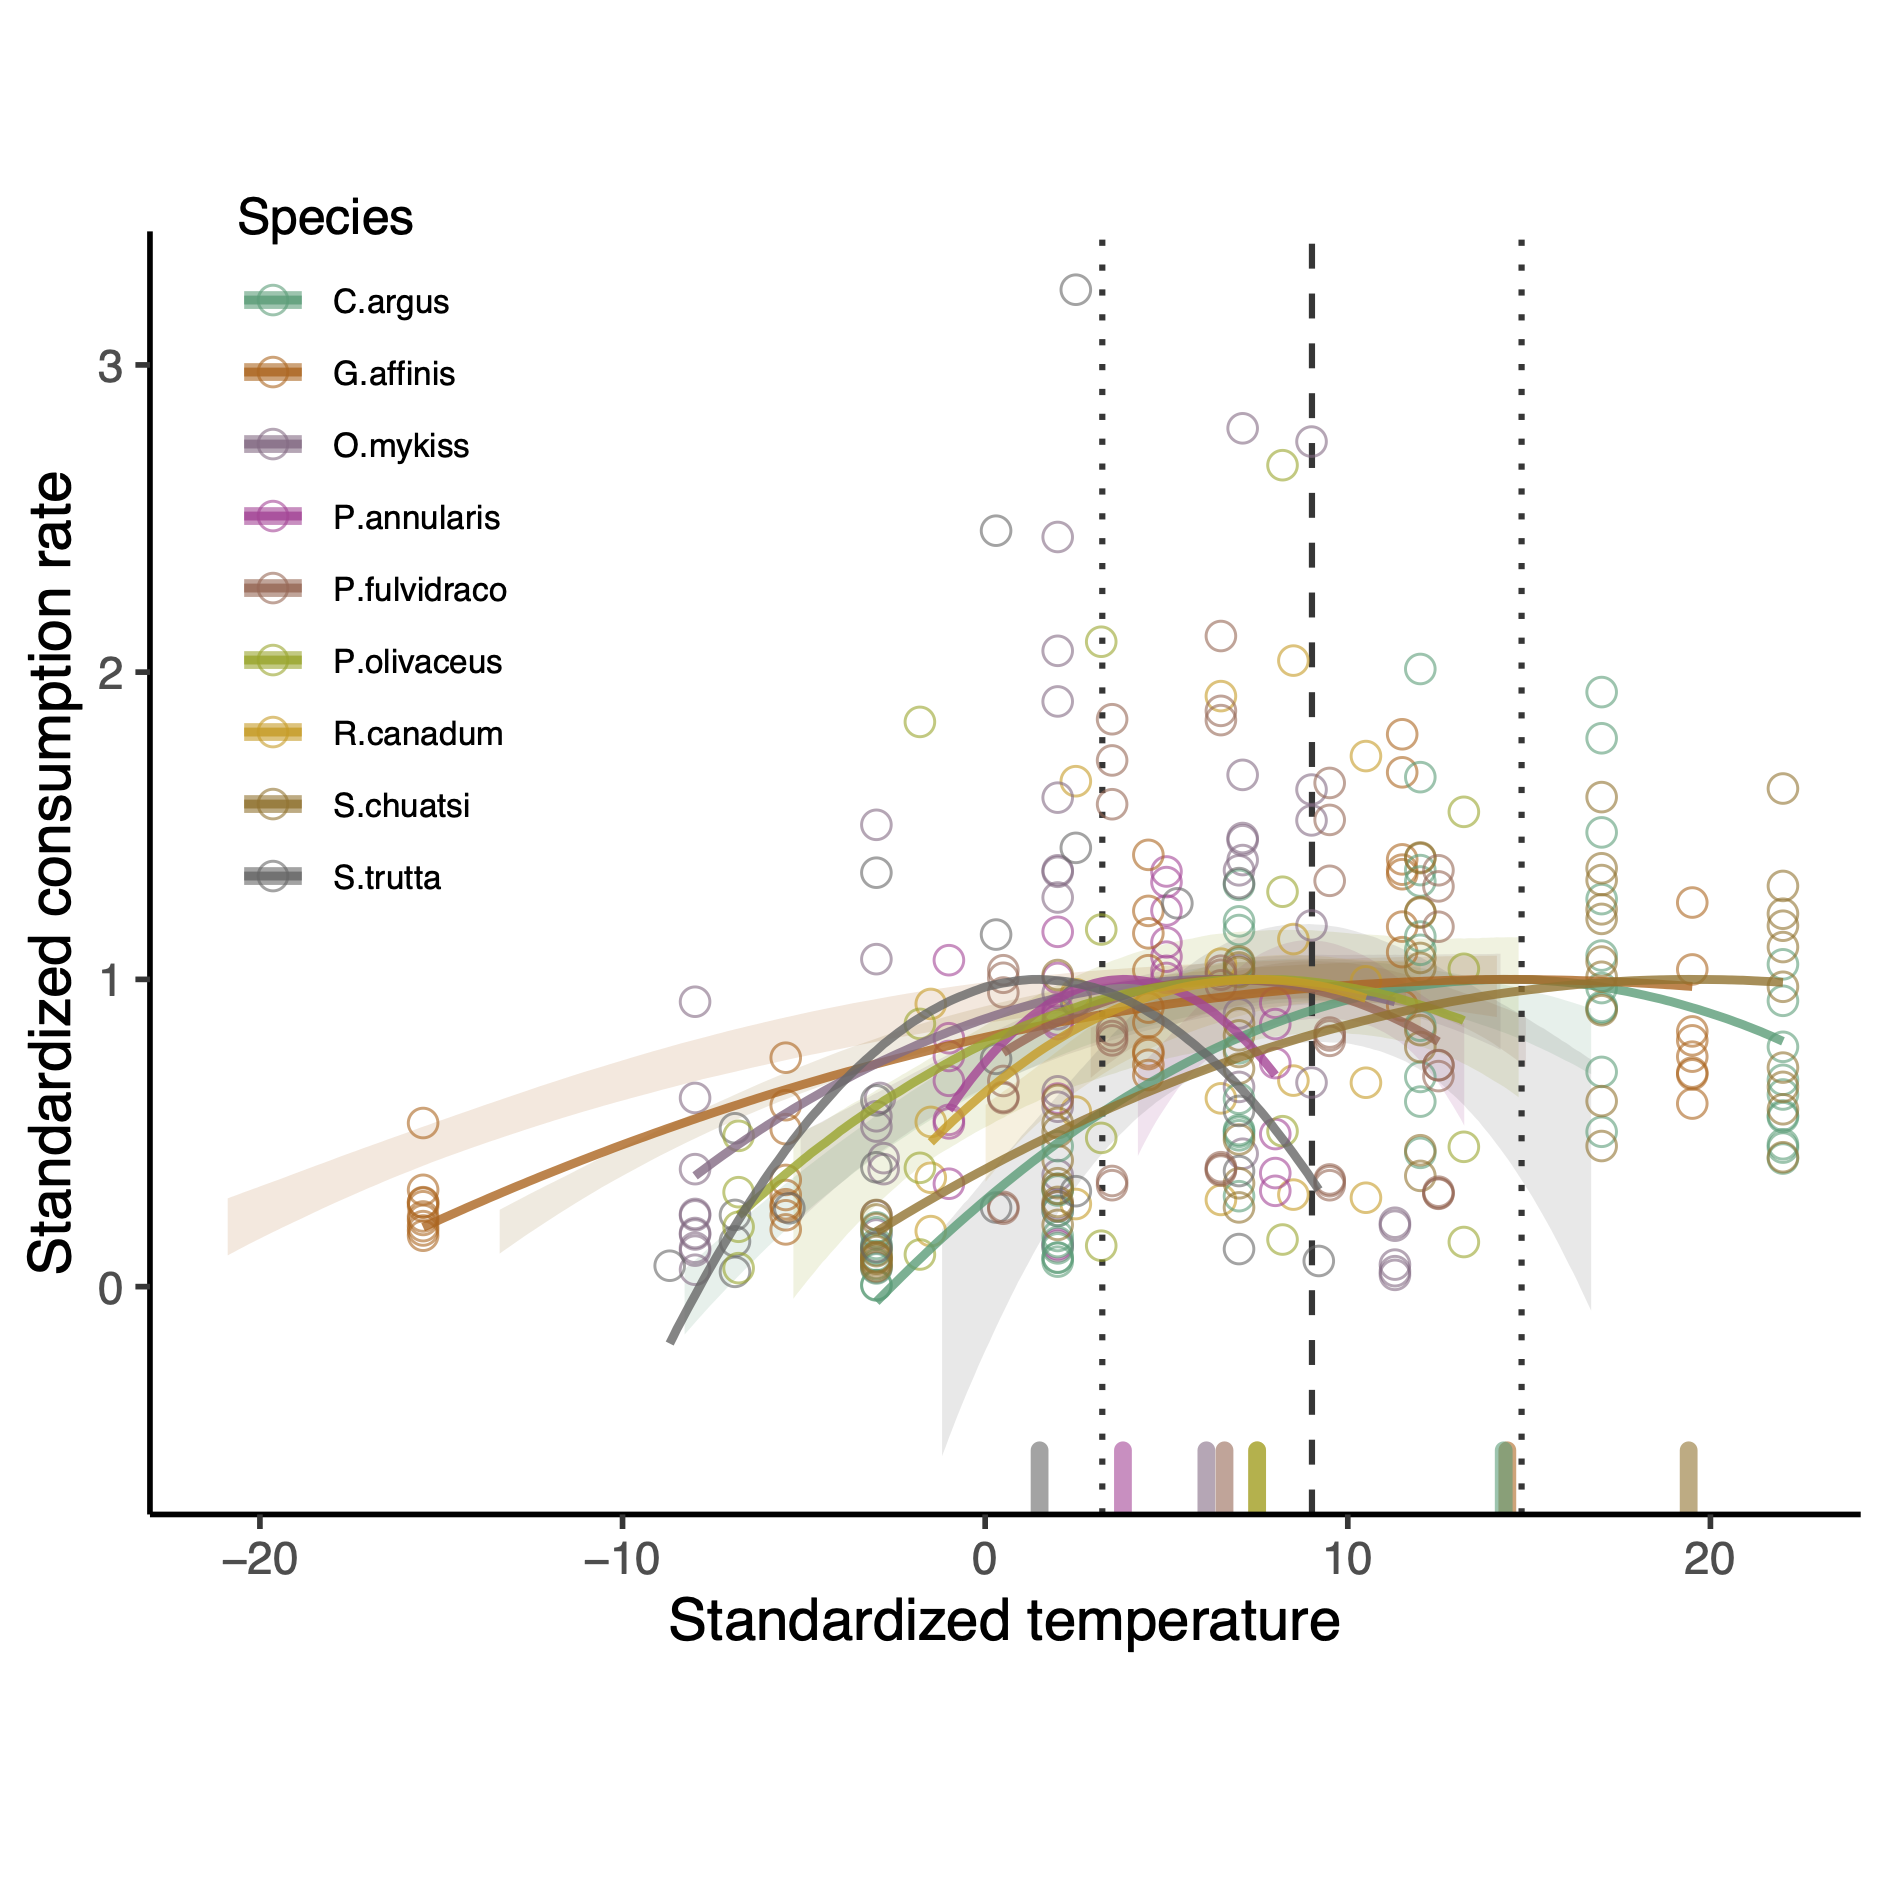 Species
C.argus
G.affinis
O.mykiss
P.annularis
P.fulvidraco
P.olivaceus
R.canadum
S.chuatsi
S.trutta
Standardized consumption rate
3
2
1
0
−20 −10 0 10 20
Standardized temperature